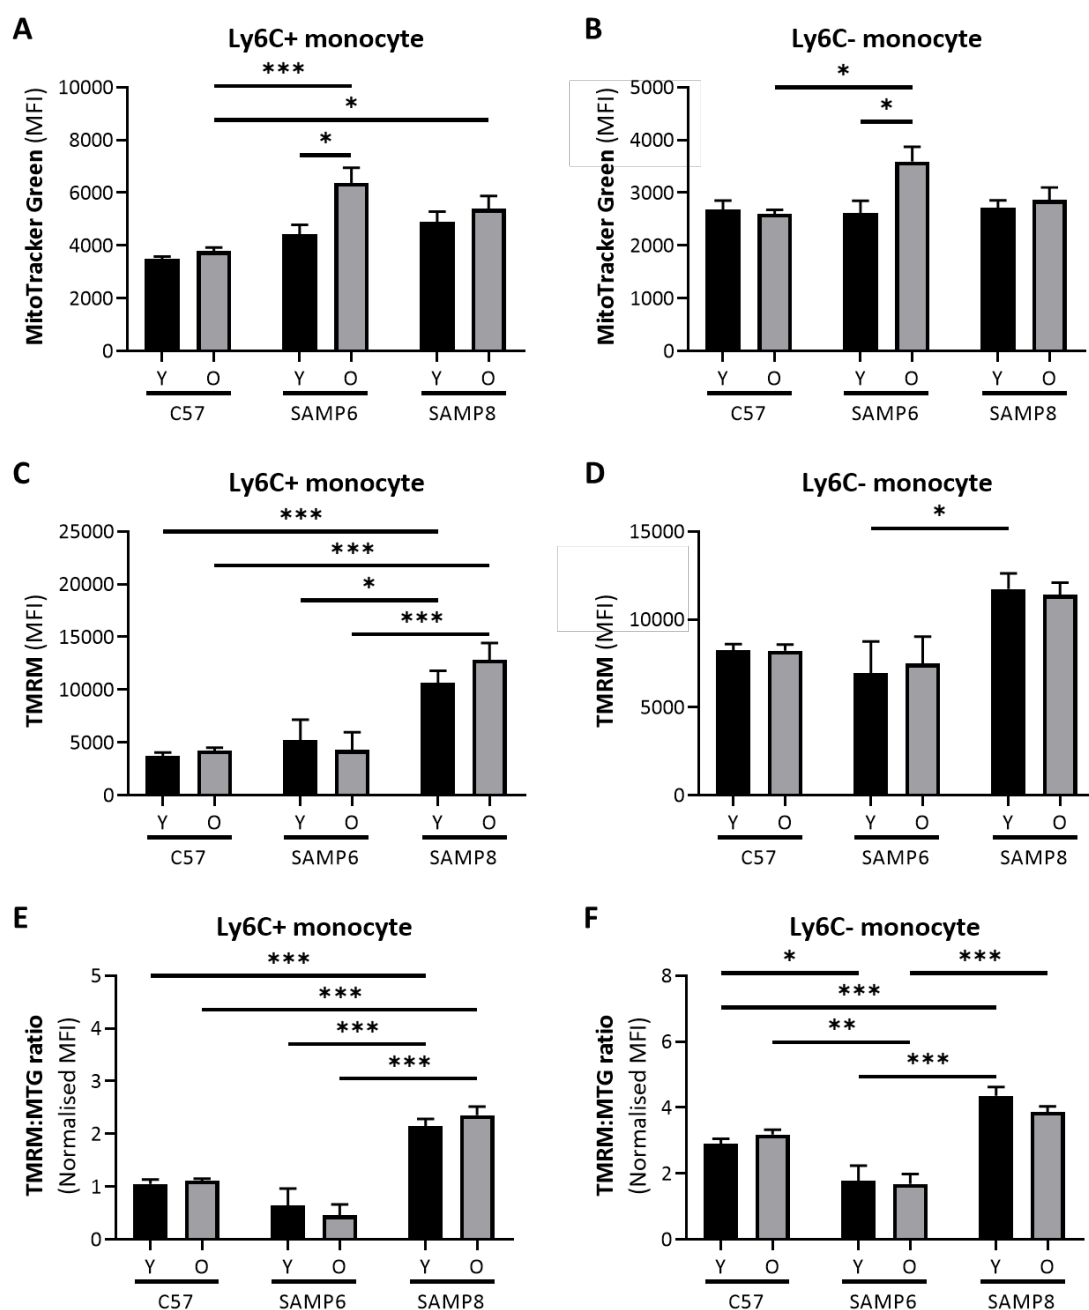 A
Ly6C+ monocyte
***
*
*
MitoTracker Green (MFI)
10000
8000
6000
4000
2000
0
Y O Y O Y O
C57 SAMP6 SAMP8
B
Ly6C- monocyte
*
*
MitoTracker Green (MFI)
5000
4000
3000
2000
1000
0
Y O Y O Y O
C57 SAMP6 SAMP8
C
Ly6C+ monocyte
***
***
*
***
TMRM (MFI)
25000
20000
15000
10000
5000
0
Y O Y O Y O
C57 SAMP6 SAMP8
D
Ly6C- monocyte
*
TMRM (MFI)
15000
10000
5000
0
Y O Y O Y O
C57 SAMP6 SAMP8
E
Ly6C+ monocyte
***
***
***
***
TMRM:MTG ratio
(Normalised MFI)
5
4
3
2
1
0
Y O Y O Y O
C57 SAMP6 SAMP8
F
Ly6C- monocyte
* ***
***
**
***
TMRM:MTG ratio
(Normalised MFI)
8
6
4
2
0
Y O Y O Y O
C57 SAMP6 SAMP8